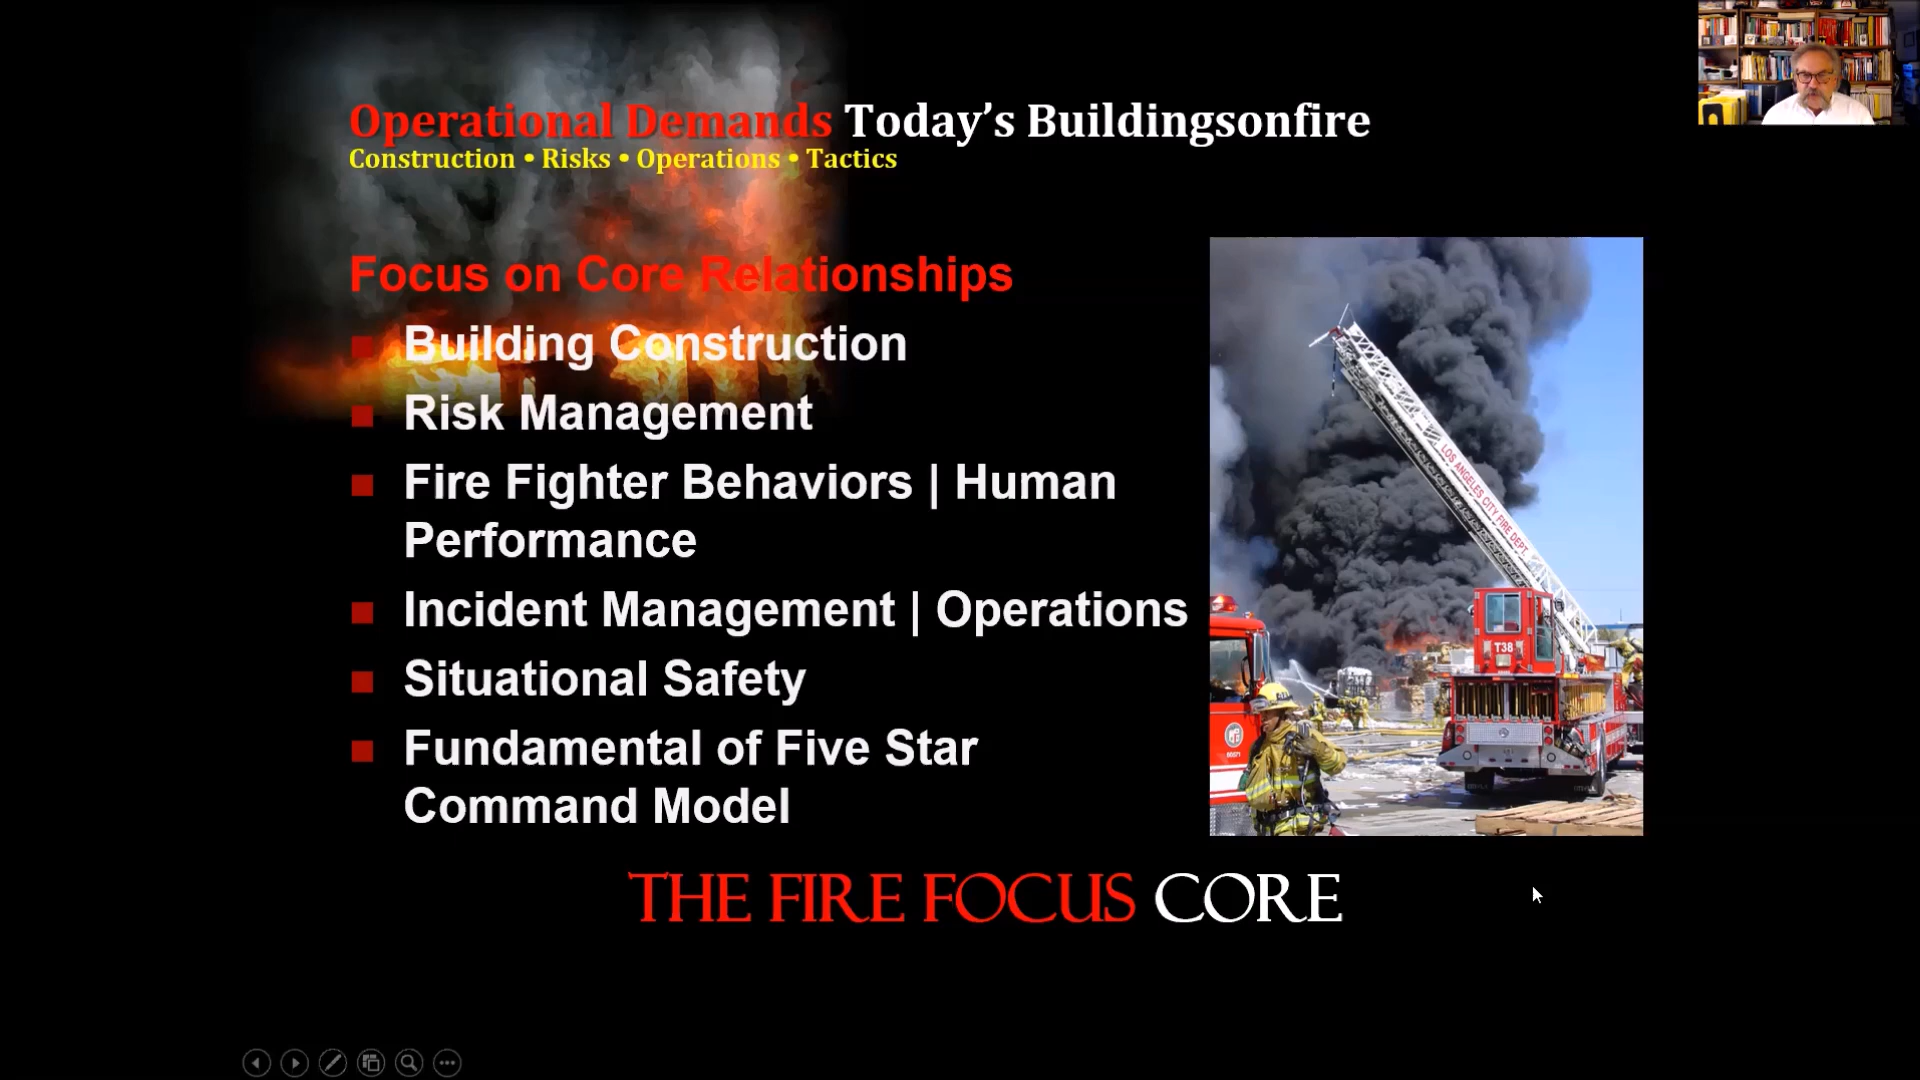 Operational Demands Today's Buildingsonfire
Construction • Risks • Operations • Tactics
Focus on Core Relationships
Building Construction
Risk Management
Fire Fighter Behaviors | Human
Performance
Incident Management | Operations
Situational Safety
Fundamental of Five Star
Command Model
LOS ANGELES CITY FIRE DEPT.
T38
THE FIRE FOCUS CORE